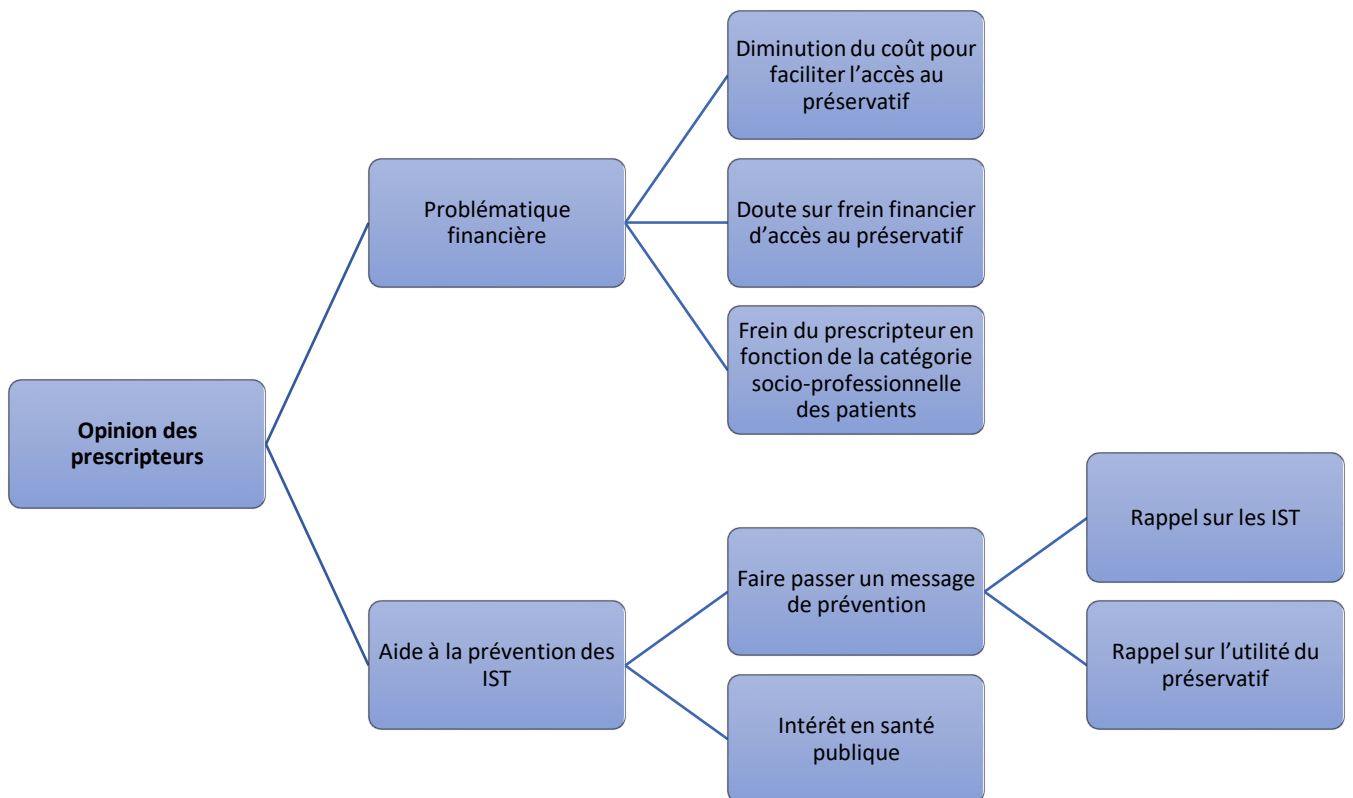 Opinion des
prescripteurs
Problématique
financière
Diminution du coût pour
faciliter l’accès au
préservatif
Doute sur frein financier
d’accès au préservatif
Frein du prescripteur en
fonction de la catégorie
socio-professionnelle
des patients
Aide à la prévention des
IST
Faire passer un message
de prévention
Rappel sur les IST
Rappel sur l’utilité du
préservatif
Intérêt en santé
publique